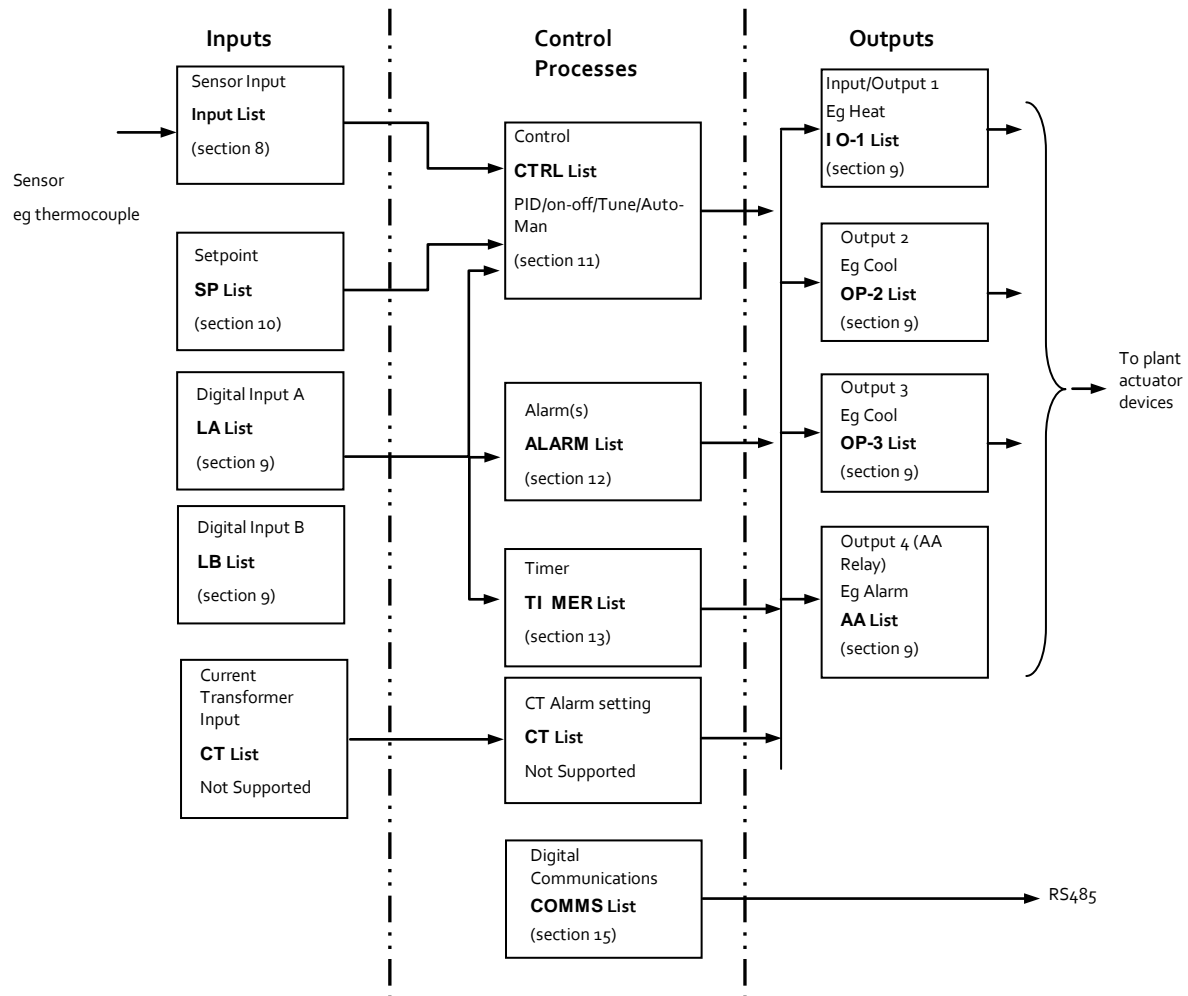 Inputs
Control
Processes
Outputs
Sensor
eg thermocouple
Sensor Input
Input List
(section 8)
Setpoint
SP List
(section 10)
Digital Input A
LA List
(section 9)
Digital Input B
LB List
(section 9)
Current
Transformer
Input
CT List
Not Supported
Control
CTRL List
PID/on-off/Tune/Auto-
Man
(section 11)
Alarm(s)
ALARM List
(section 12)
Timer
TI MER List
(section 13)
CT Alarm setting
CT List
Not Supported
Digital
Communications
COMMS List
(section 15)
Input/Output 1
Eg Heat
I O-1 List
(section 9)
Output 2
Eg Cool
OP-2 List
(section 9)
Output 3
Eg Cool
OP-3 List
(section 9)
Output 4 (AA
Relay)
Eg Alarm
AA List
(section 9)
To plant
actuator
devices
RS485